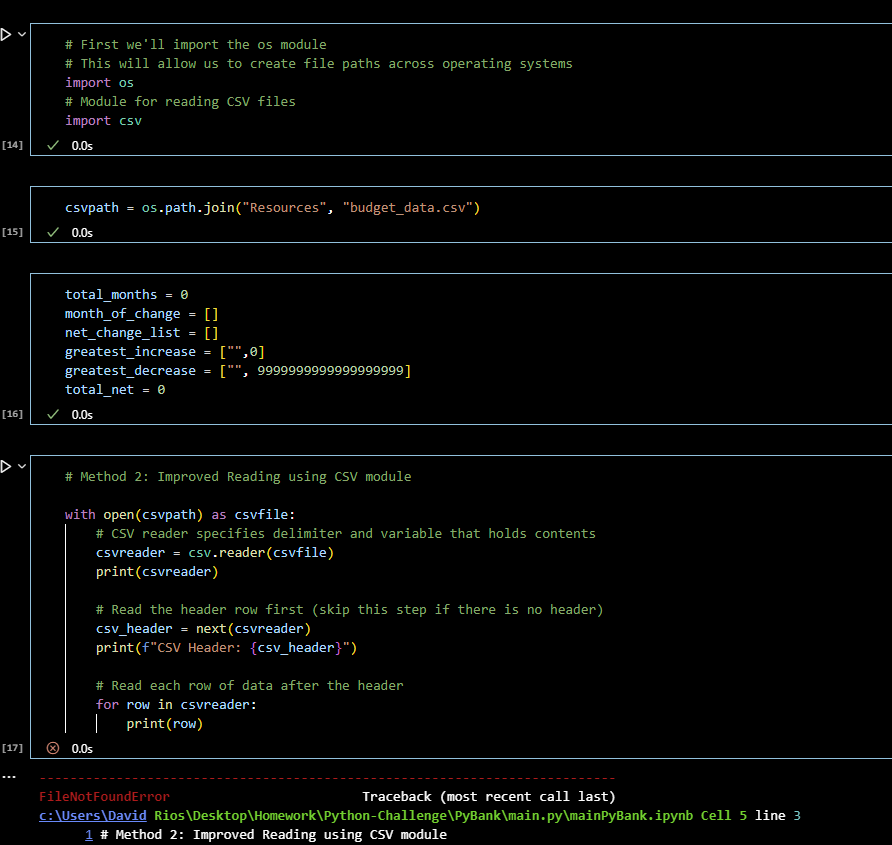 # First we'll import the os module
# This will allow us to create file paths across operating systems
import os
# Module for reading CSV files
import csv
[14] 0.0s
csvpath = os.path.join("Resources", "budget_data.csv")
[15] 0.0s
total_months = 0
month_of_change = []
net_change_list = []
greatest_increase = ["",0]
greatest_decrease = ["", 9999999999999999999]
total_net = 0
[16] 0.0s
# Method 2: Improved Reading using CSV module
with open(csvpath) as csvfile:
# CSV reader specifies delimiter and variable that holds contents
csvreader = csv.reader(csvfile)
print(csvreader)
# Read the header row first (skip this step if there is no header)
csv_header = next(csvreader)
print(f"CSV Header: {csv_header}")
# Read each row of data after the header
for row in csvreader:
print(row)
[17] 0.0s
... ---------------------------------------------------------------------------
FileNotFoundError Traceback (most recent call last)
c:\Users\David Rios\Desktop\Homework\Python-Challenge\PyBank\main.py\mainPyBank.ipynb Cell 5 line 3
1 # Method 2: Improved Reading using CSV module